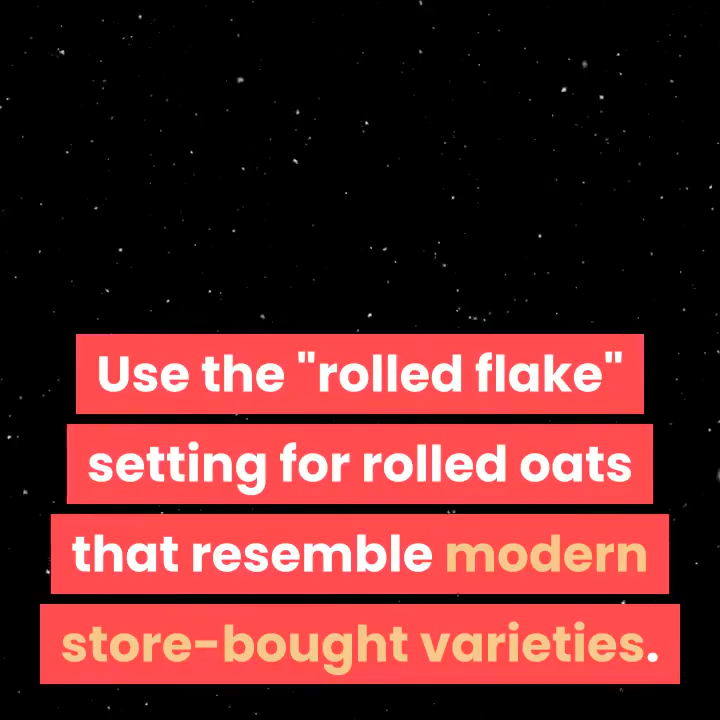 Use the "rolled flake"
setting for rolled oats
that resemble modern
store-bought varieties.